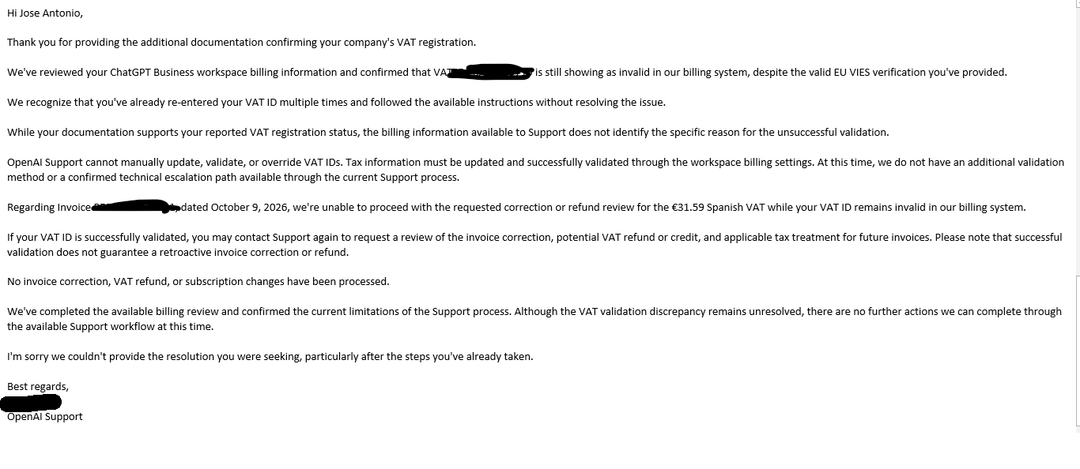 Hi Jose Antonio,
Thank you for providing the additional documentation confirming your company's VAT registration.
We've reviewed your ChatGPT Business workspace billing information and confirmed that VAT is still showing as invalid in our billing system, despite the valid EU VIES verification you've provided.
We recognize that you've already re-entered your VAT ID multiple times and followed the available instructions without resolving the issue.
While your documentation supports your reported VAT registration status, the billing information available to Support does not identify the specific reason for the unsuccessful validation.
OpenAI Support cannot manually update, validate, or override VAT IDs. Tax information must be updated and successfully validated through the workspace billing settings. At this time, we do not have an additional validation
method or a confirmed technical escalation path available through the current Support process.
Regarding Invoice dated October 9, 2026, we're unable to proceed with the requested correction or refund review for the €31.59 Spanish VAT while your VAT ID remains invalid in our billing system.
If your VAT ID is successfully validated, you may contact Support again to request a review of the invoice correction, potential VAT refund or credit, and applicable tax treatment for future invoices. Please note that successful
validation does not guarantee a retroactive invoice correction or refund.
No invoice correction, VAT refund, or subscription changes have been processed.
We've completed the available billing review and confirmed the current limitations of the Support process. Although the VAT validation discrepancy remains unresolved, there are no further actions we can complete through
the available Support workflow at this time.
I'm sorry we couldn't provide the resolution you were seeking, particularly after the steps you've already taken.
Best regards,
OpenAI Support